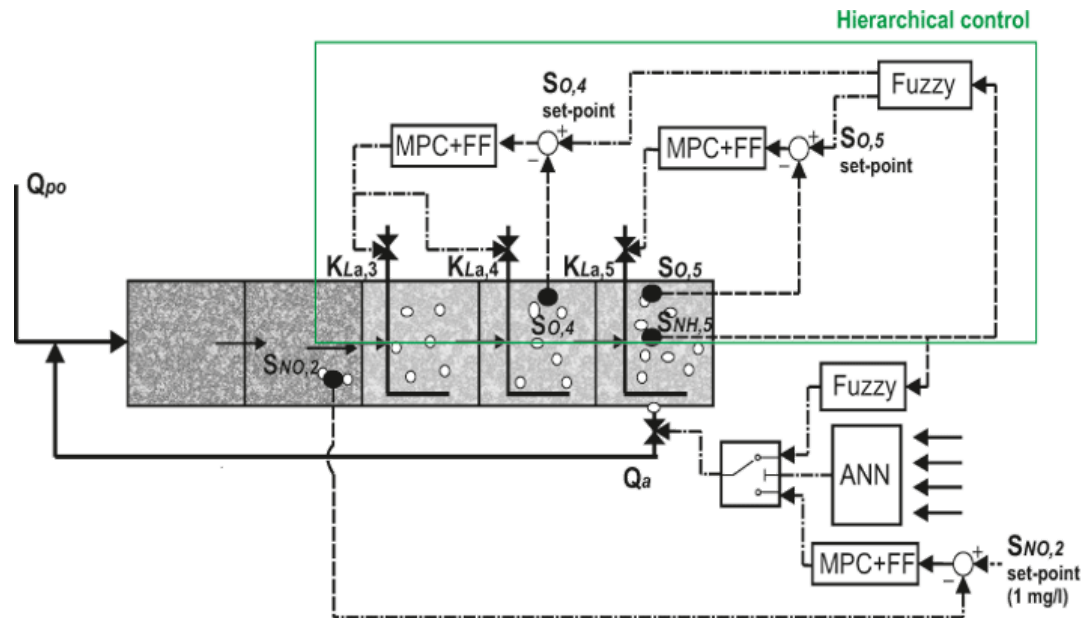 Hierarchical control
Fuzzy
SO,4
set-point
+
MPC+FF
−
MPC+FF
+
−
SO,5
set-point
Qpo
KLa,3
KLa,4
KLa,5
SO,5
SO,4
SNH,5
SNO,2
Fuzzy
Qa
ANN
MPC+FF
+
−
SNO,2
set-point
(1 mg/l)